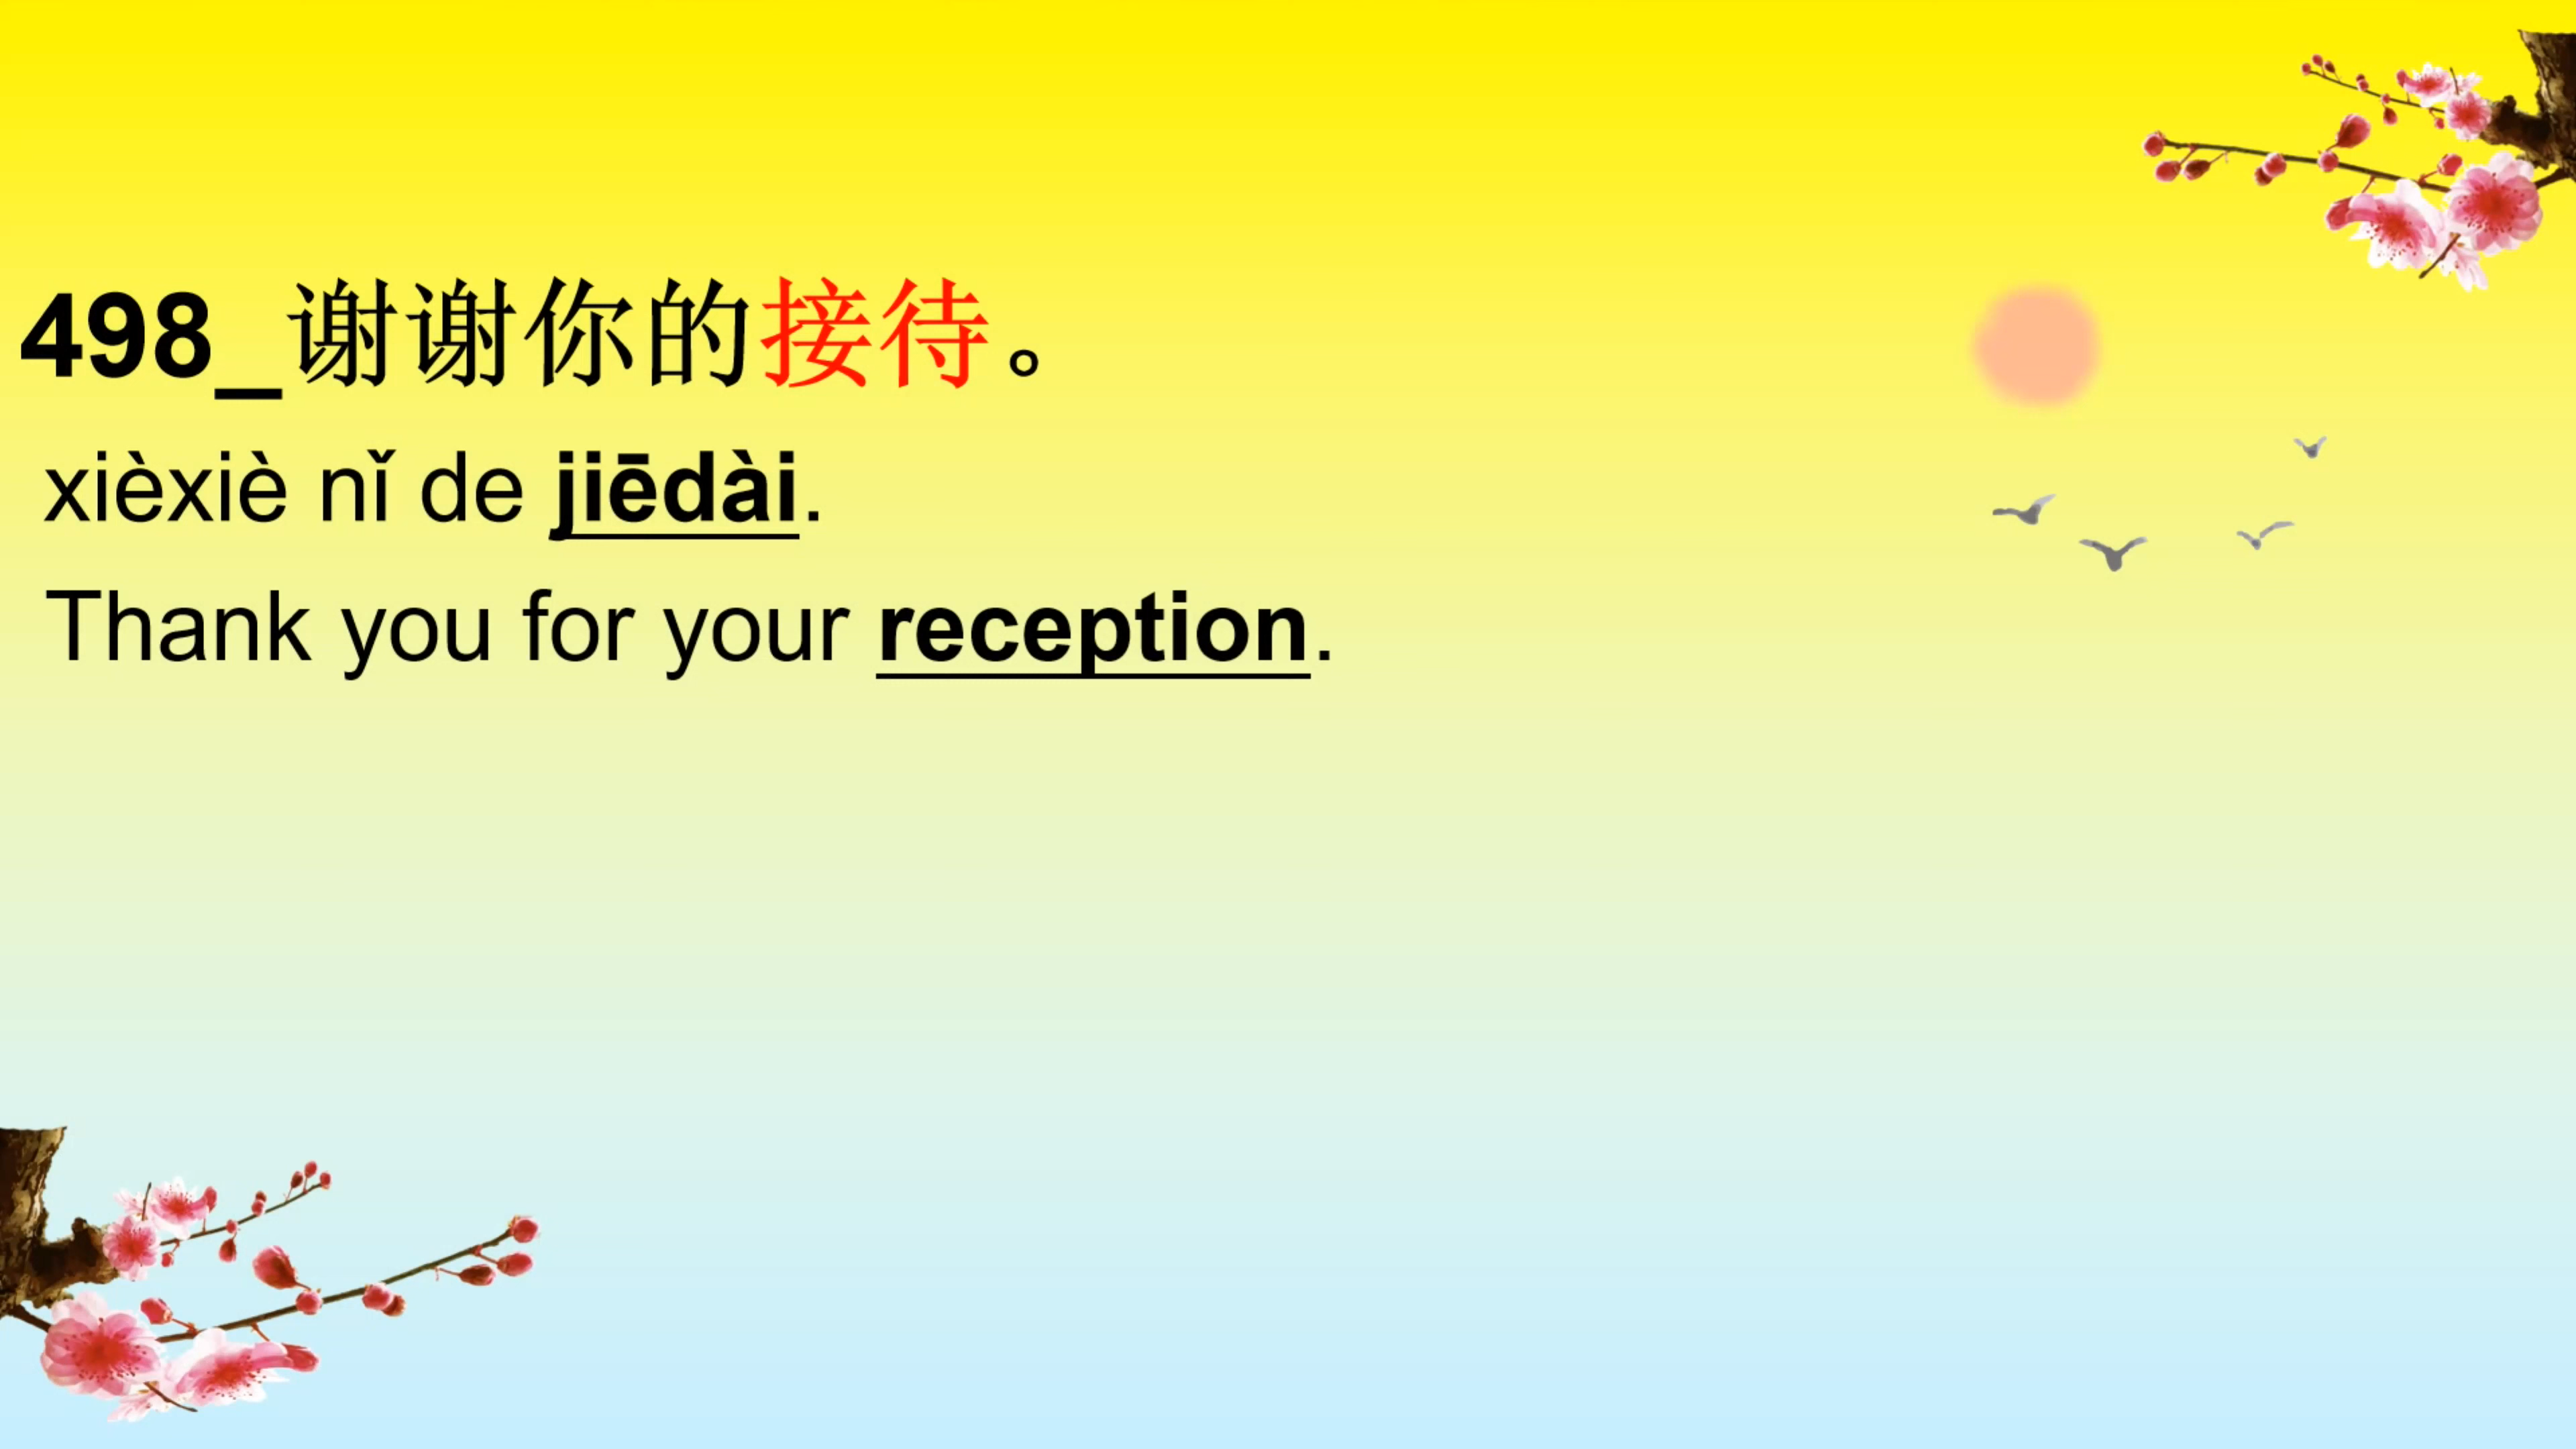 498_谢谢你的接待。
xièxiè nǐ de jiēdài.
Thank you for your reception.